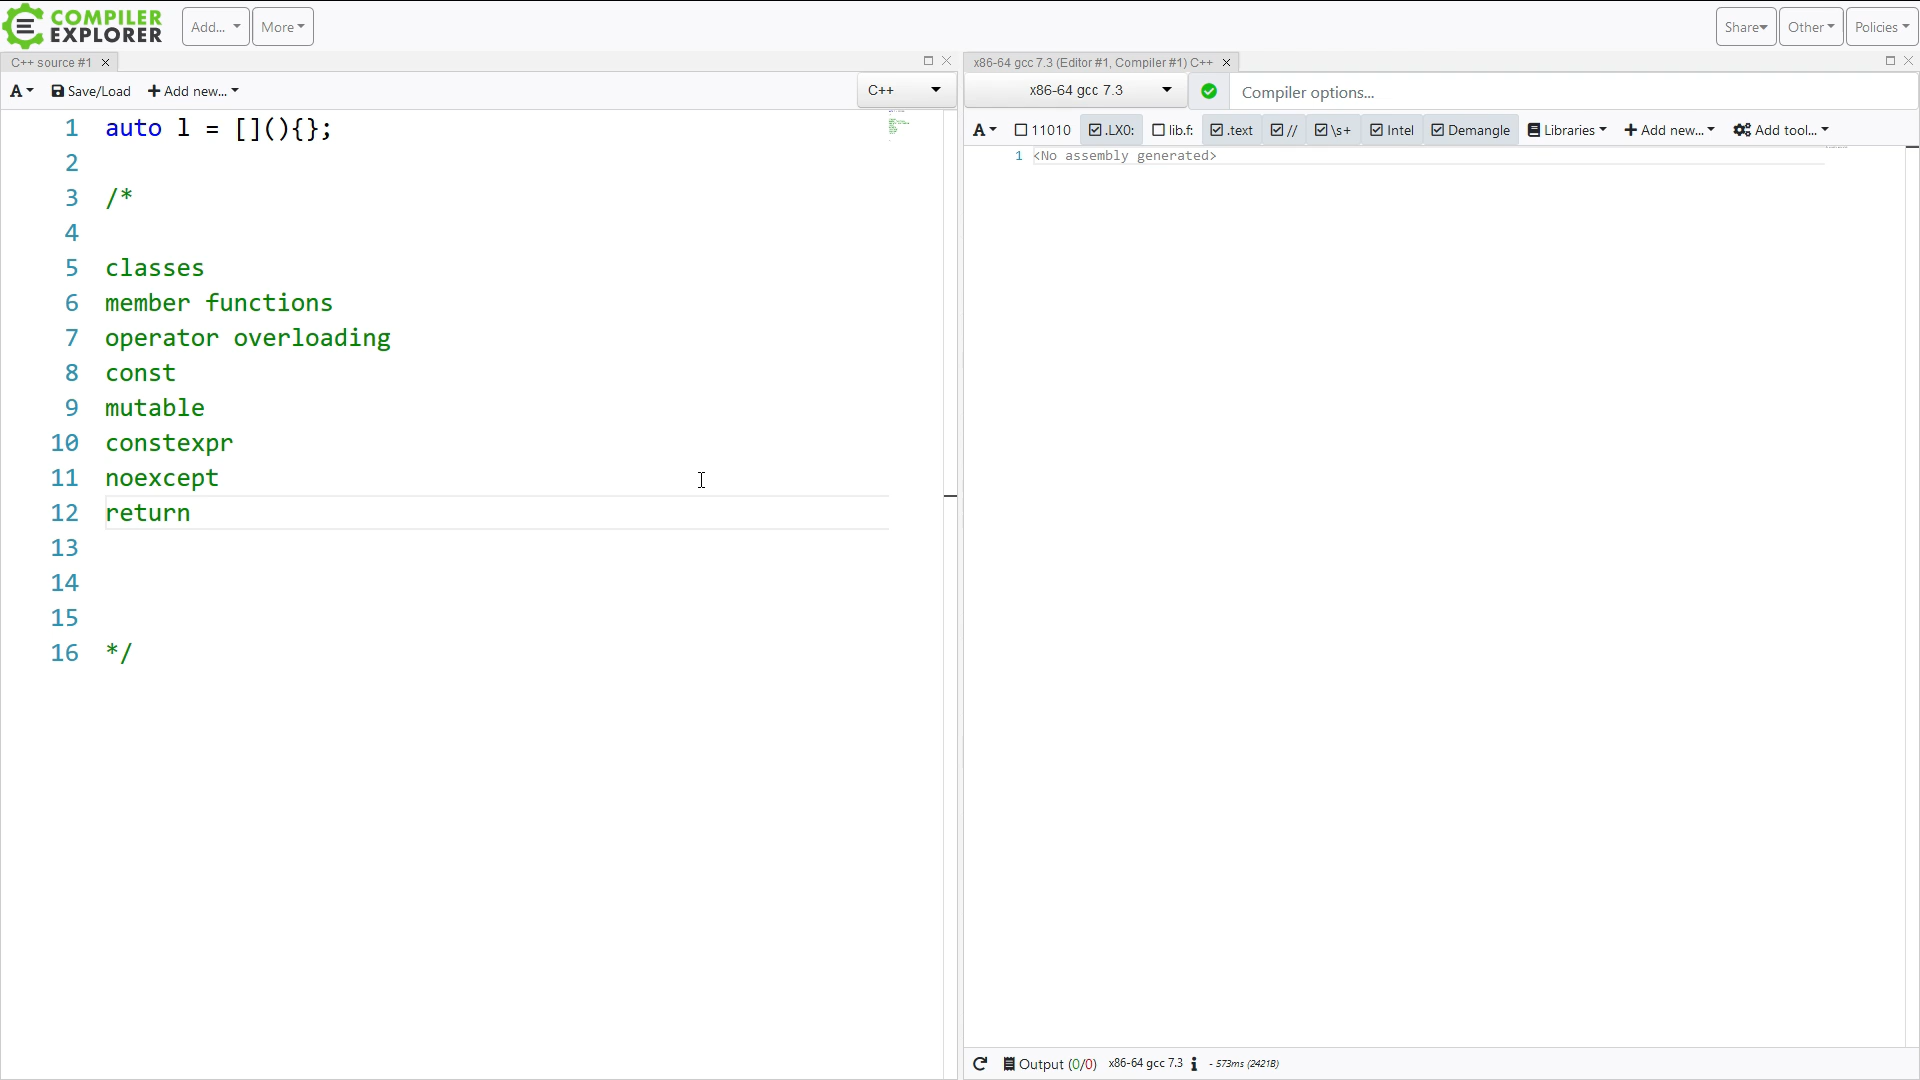 COMPILER
EXPLORER
Add...
More
Share
Other
Policies
C++ source #1
A
Save/Load
Add new...
C++
1 auto l = [](){};
2
3 /*
4
5 classes
6 member functions
7 operator overloading
8 const
9 mutable
10 constexpr
11 noexcept
12 return
13
14
15
16 */
x86-64 gcc 7.3 (Editor #1, Compiler #1) C++
x86-64 gcc 7.3
Compiler options...
A
11010
.LX0:
lib.f:
.text
//
\s+
Intel
Demangle
Libraries
Add new...
Add tool...
1 <No assembly generated>
Output (0/0) x86-64 gcc 7.3 i - 573ms (2421B)